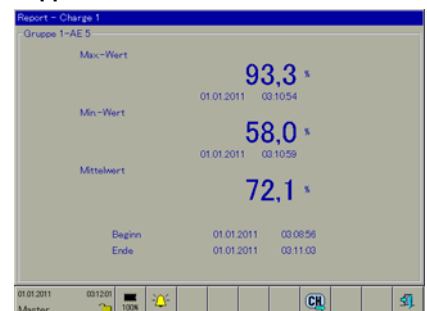 Report - Charge 1
Gruppe 1-AE 5
Max.-Wert
93,3 %
01.01.2011 03:10:54
Min.-Wert
58,0 %
01.01.2011 03:10:59
Mittelwert
72,1 %
Beginn 01.01.2011 03:08:56
Ende 01.01.2011 03:11:03
01.01.2011 03:12:01
Master 100% CH